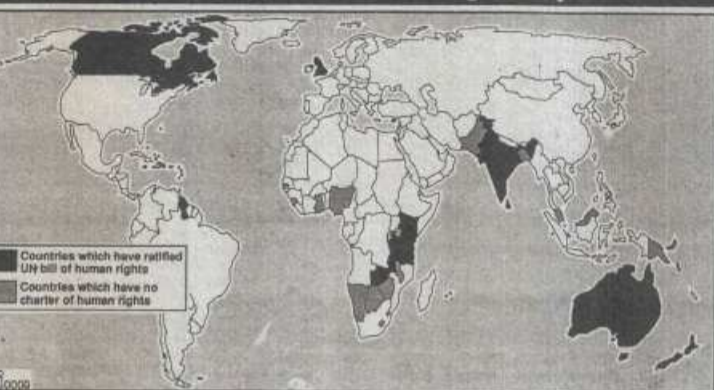 Countries which have ratified
UN bill of human rights
Countries which have no
charter of human rights